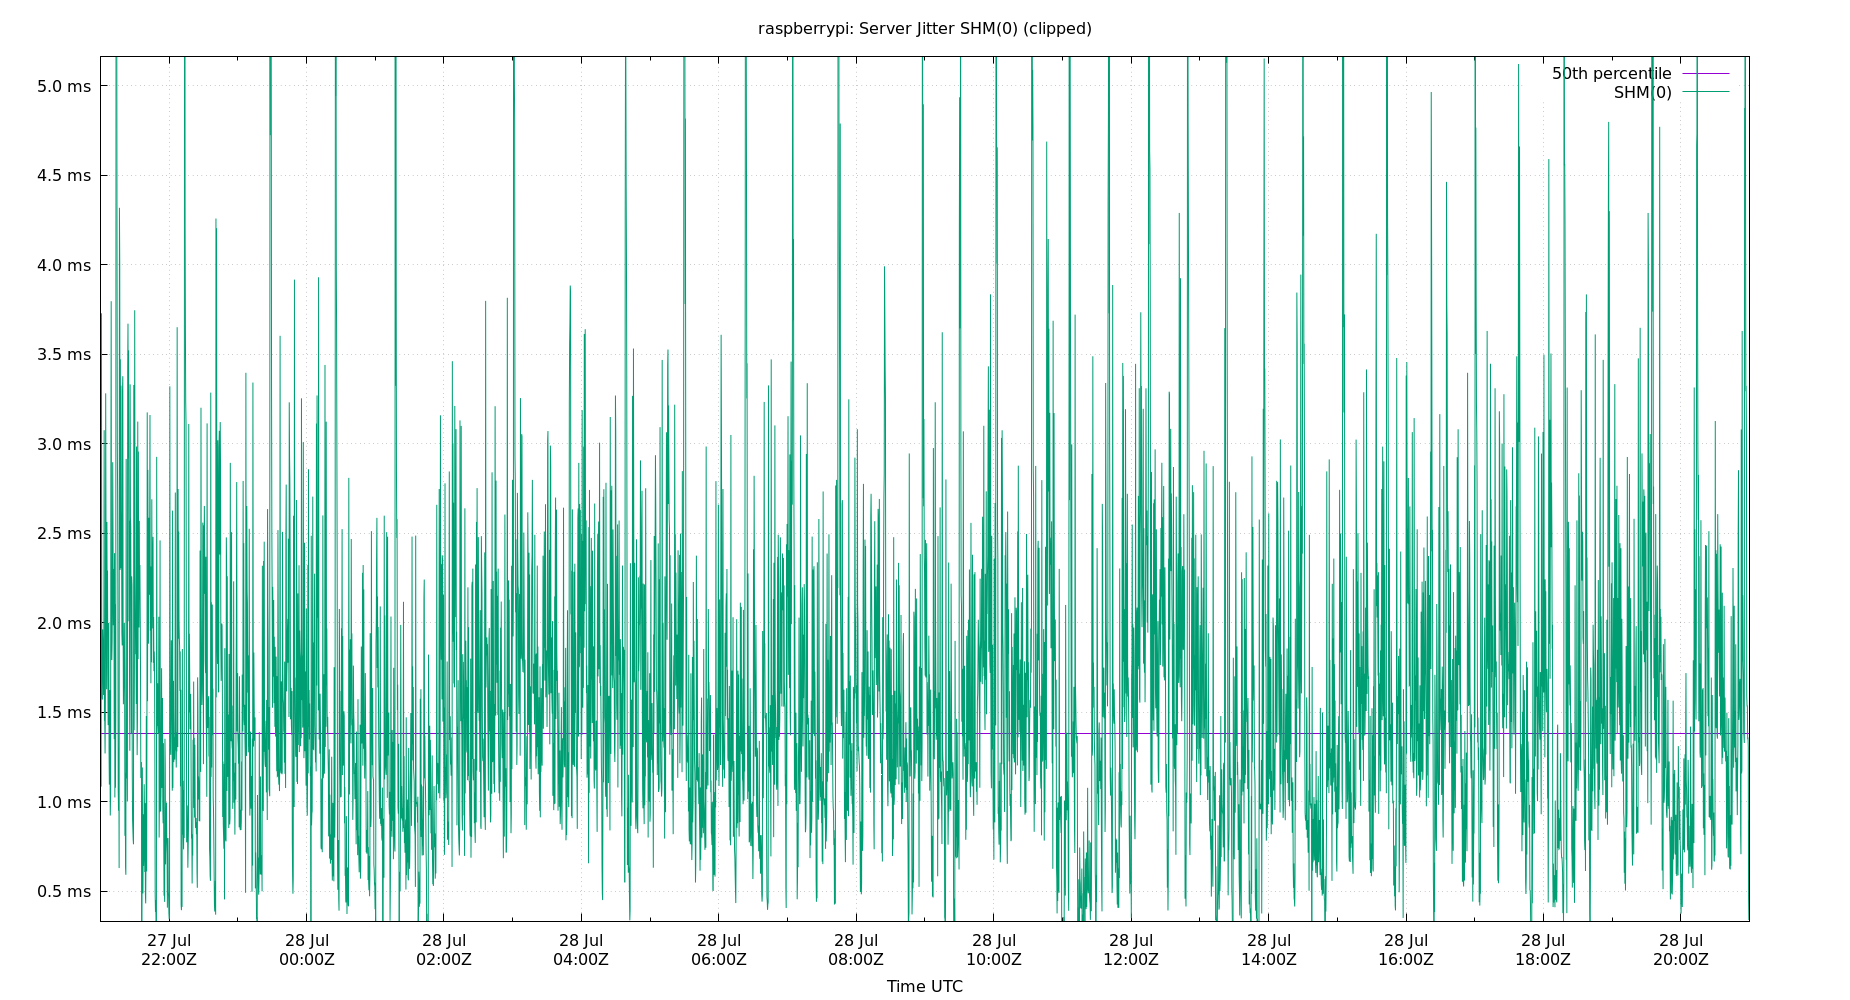 raspberrypi: Server Jitter SHM(0) (clipped)
50th percentile
SHM(0)
5.0 ms
4.5 ms
4.0 ms
3.5 ms
3.0 ms
2.5 ms
2.0 ms
1.5 ms
1.0 ms
0.5 ms
27 Jul 28 Jul 28 Jul 28 Jul 28 Jul 28 Jul 28 Jul 28 Jul 28 Jul 28 Jul 28 Jul 28 Jul
22:00Z 00:00Z 02:00Z 04:00Z 06:00Z 08:00Z 10:00Z 12:00Z 14:00Z 16:00Z 18:00Z 20:00Z
Time UTC